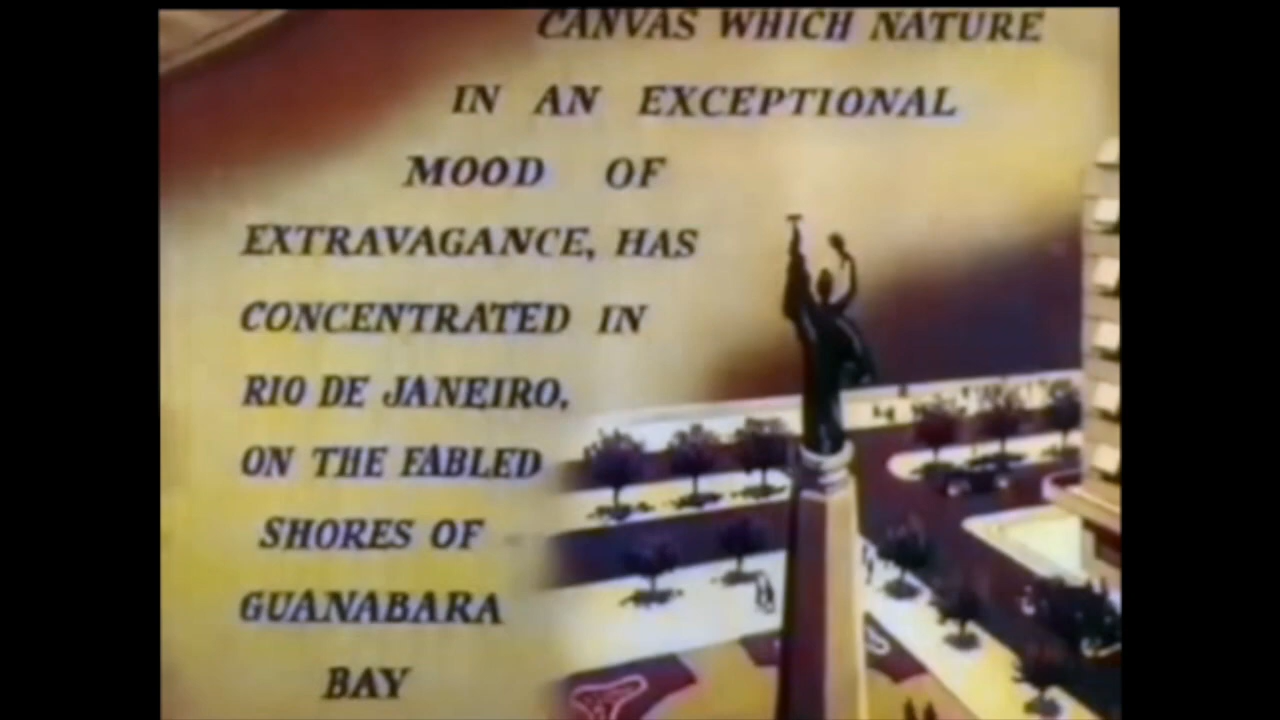 CANVAS WHICH NATURE
IN AN EXCEPTIONAL
MOOD OF
EXTRAVAGANCE, HAS
CONCENTRATED IN
RIO DE JANEIRO,
ON THE FABLED
SHORES OF
GUANABARA
BAY